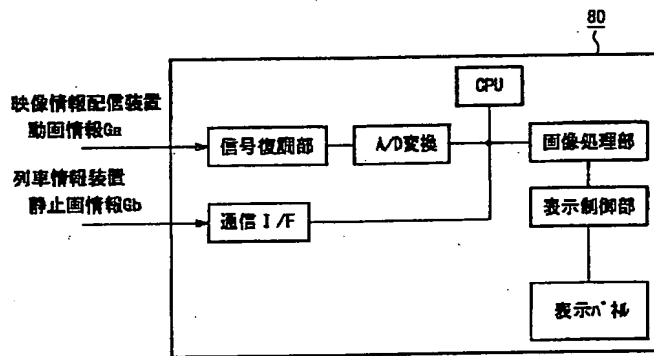 80
CPU
映像情報配信装置
動画情報Ga
信号復調部
A/D変換
画像処理部
列車情報装置
静止画情報Gb
通信I/F
表示制御部
表示パネル